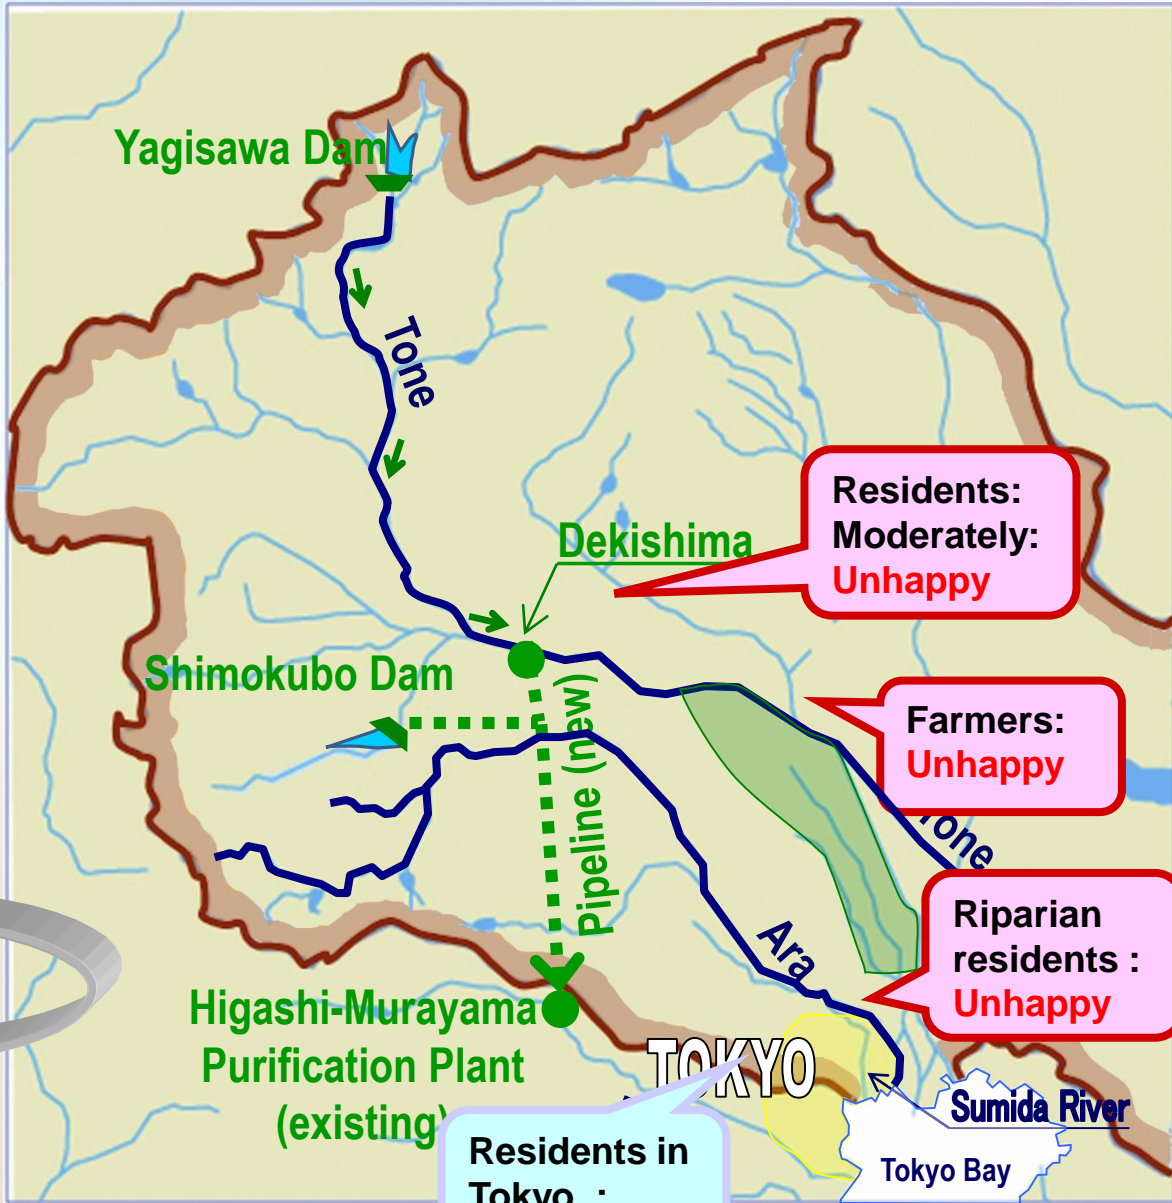 Yagisawa Dam
Tone
Residents:
Moderately:
Unhappy
Dekishima
Shimokubo Dam
Pipeline (new)
Farmers:
Unhappy
Tone
Riparian
residents :
Unhappy
Ara
Higashi-Murayama
Purification Plant
(existing)
TOKYO
Sumida River
Tokyo Bay
Residents in
Tokyo :